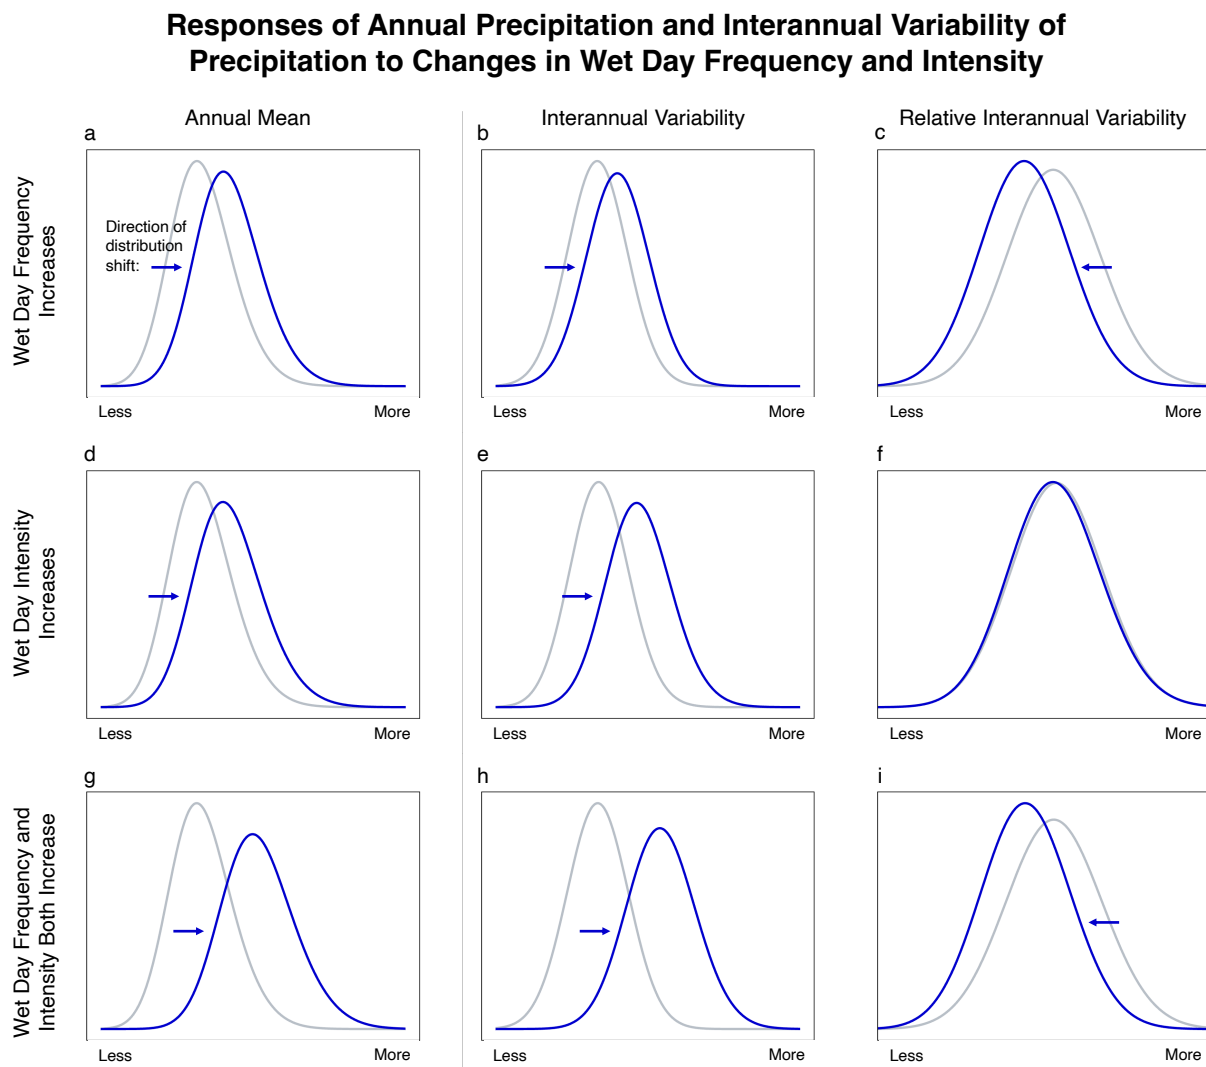 Responses of Annual Precipitation and Interannual Variability of
Precipitation to Changes in Wet Day Frequency and Intensity
Annual Mean
Interannual Variability
Relative Interannual Variability
Wet Day Frequency
Increases
a
Direction of
distribution
shift:
Less
More
b
Less
More
c
Less
More
Wet Day Intensity
Increases
d
Less
More
e
Less
More
f
Less
More
Wet Day Frequency and
Intensity Both Increase
g
Less
More
h
Less
More
i
Less
More